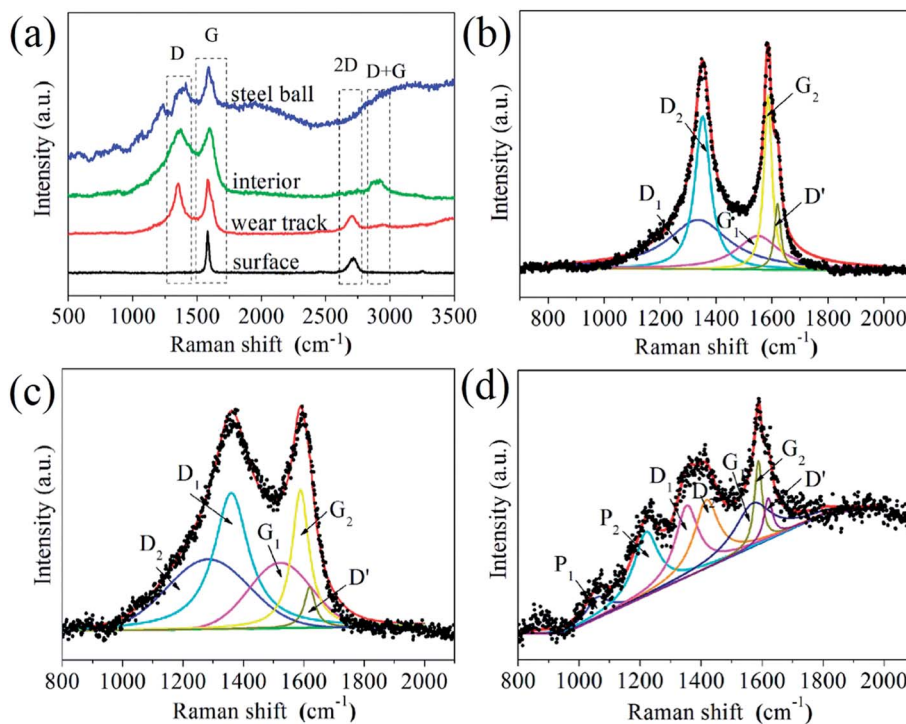 (a)
D
G
2D
D+G
steel ball
interior
wear track
surface
Intensity (a.u.)
500 1000 1500 2000 2500 3000 3500
Raman shift (cm-1)
(b)
G2
D2
D1
G1
D'
Intensity (a.u.)
800 1000 1200 1400 1600 1800 2000
Raman shift (cm-1)
(c)
D1
D2
G1
G2
D'
Intensity (a.u.)
800 1000 1200 1400 1600 1800 2000
Raman shift (cm-1)
(d)
P1
P2
D1
D2
G
G2
D'
Intensity (a.u.)
800 1000 1200 1400 1600 1800 2000
Raman shift (cm-1)